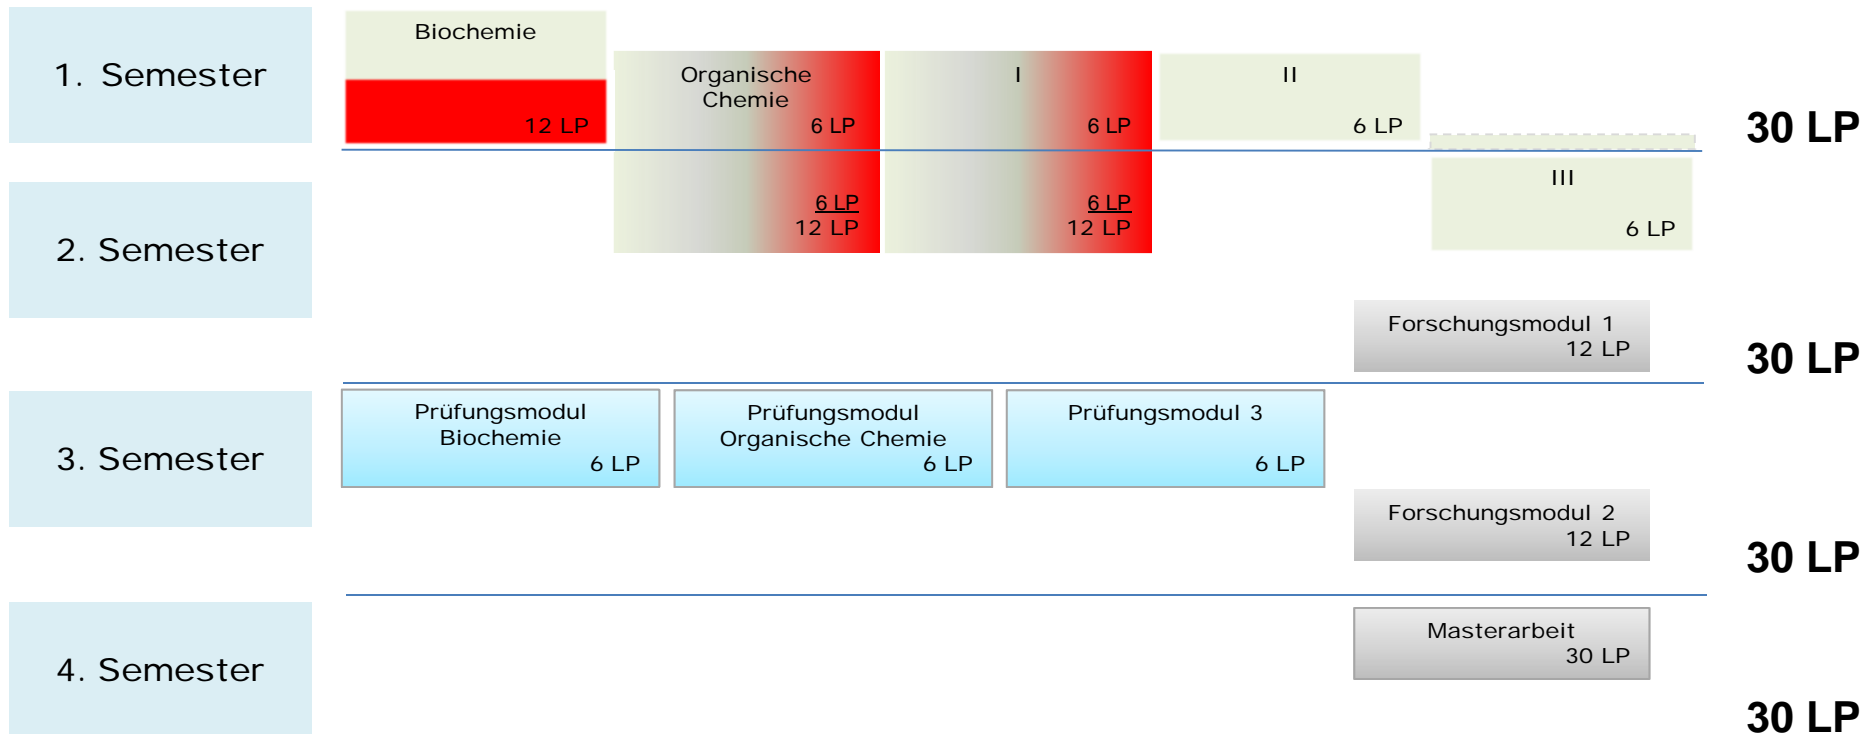 1. Semester
Biochemie
12 LP
Organische
Chemie
6 LP
6 LP
12 LP
I
6 LP
6 LP
12 LP
II
6 LP
30 LP
2. Semester
III
6 LP
Forschungsmodul 1
12 LP
30 LP
3. Semester
Prüfungsmodul
Biochemie
6 LP
Prüfungsmodul
Organische Chemie
6 LP
Prüfungsmodul 3
6 LP
Forschungsmodul 2
12 LP
30 LP
4. Semester
Masterarbeit
30 LP
30 LP